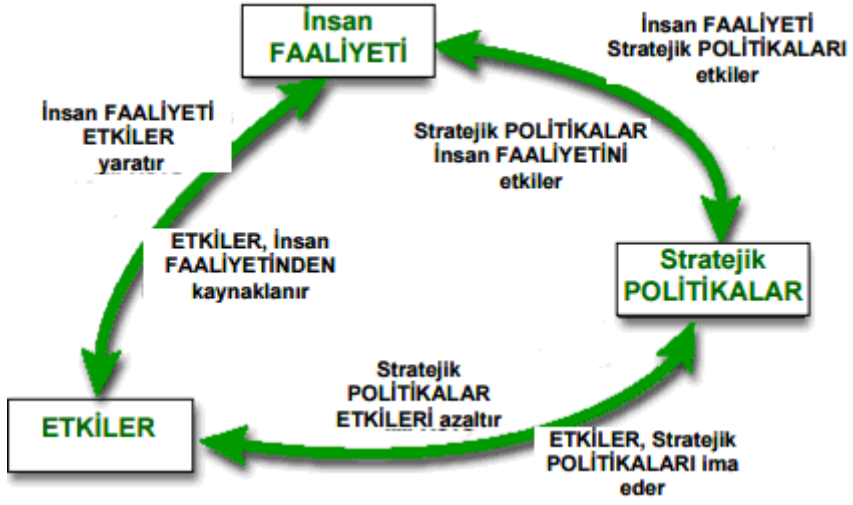 İnsan
FAALİYETİ
İnsan FAALİYETİ
Stratejik POLİTİKALARI
etkiler
İnsan FAALİYETİ
ETKİLER
yaratır
Stratejik POLİTİKALAR
İnsan FAALİYETİNİ
etkiler
ETKİLER, İnsan
FAALİYETİNDEN
kaynaklanır
Stratejik
POLİTİKALAR
Stratejik
POLİTİKALAR
ETKİLERİ azaltır
ETKİLER
ETKİLER, Stratejik
POLİTİKALARI ima
eder